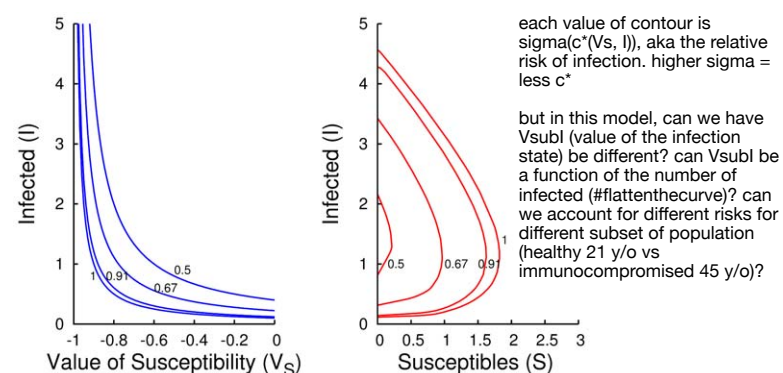 5
4
3
2
1
0
Infected (I)
1
0.91
0.67
0.5
-1
-0.8
-0.6
-0.4
-0.2
0
Value of Susceptibility (VS)
5
4
3
2
1
0
Infected (I)
0.5
0.67
0.91
1
0
0.5
1
1.5
2
2.5
3
Susceptibles (S)
each value of contour is
sigma(c*(Vs, I)), aka the relative
risk of infection. higher sigma =
less c*
but in this model, can we have
VsubI (value of the infection
state) be different? can VsubI be
a function of the number of
infected (#flattenthecurve)? can
we account for different risks for
different subset of population
(healthy 21 y/o vs
immunocompromised 45 y/o)?